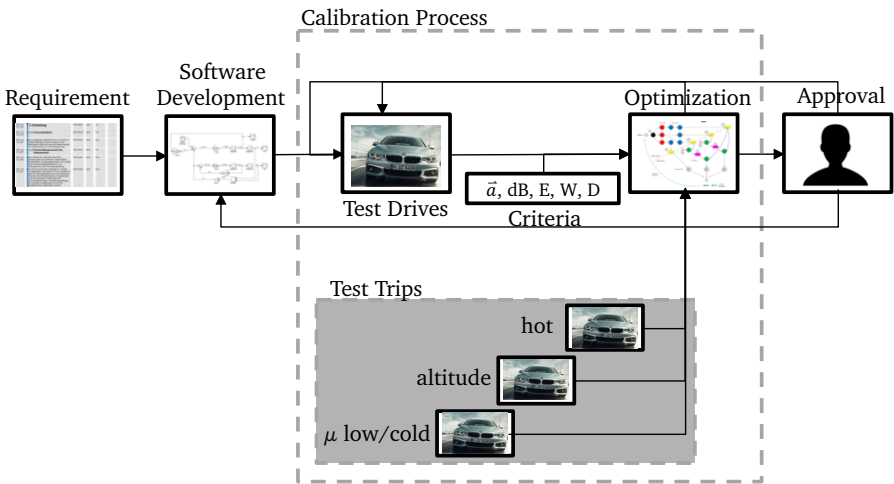 Calibration Process
Requirement
Software
Development
Optimization
Approval
Test Drives
a⃗, dB, E, W, D
Criteria
Test Trips
hot
altitude
μ low/cold